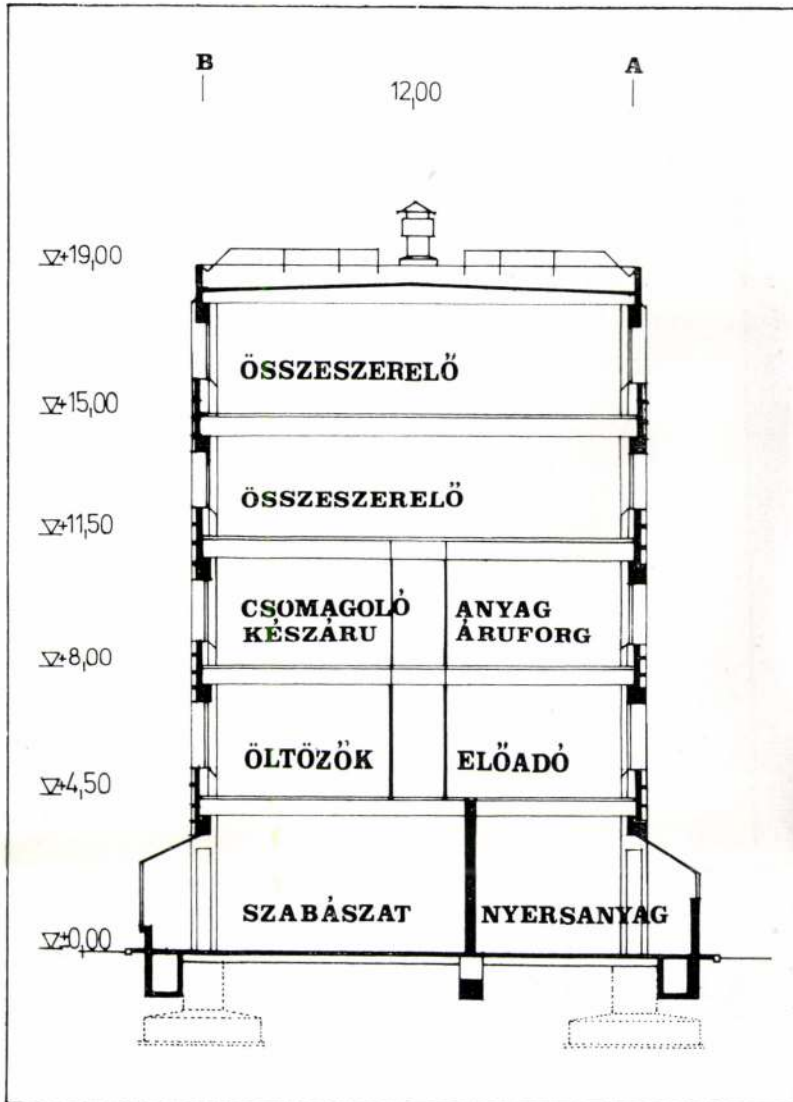 B
A
12,00
+19,00
ÖSSZESZERELŐ
+15,00
ÖSSZESZERELŐ
+11,50
CSOMAGOLÓ
KÉSZÁRU
ANYAG
ÁRUFORG
+8,00
ÖLTÖZŐK
ELŐADÓ
+4,50
SZABÁSZAT
NYERSANYAG
±0,00